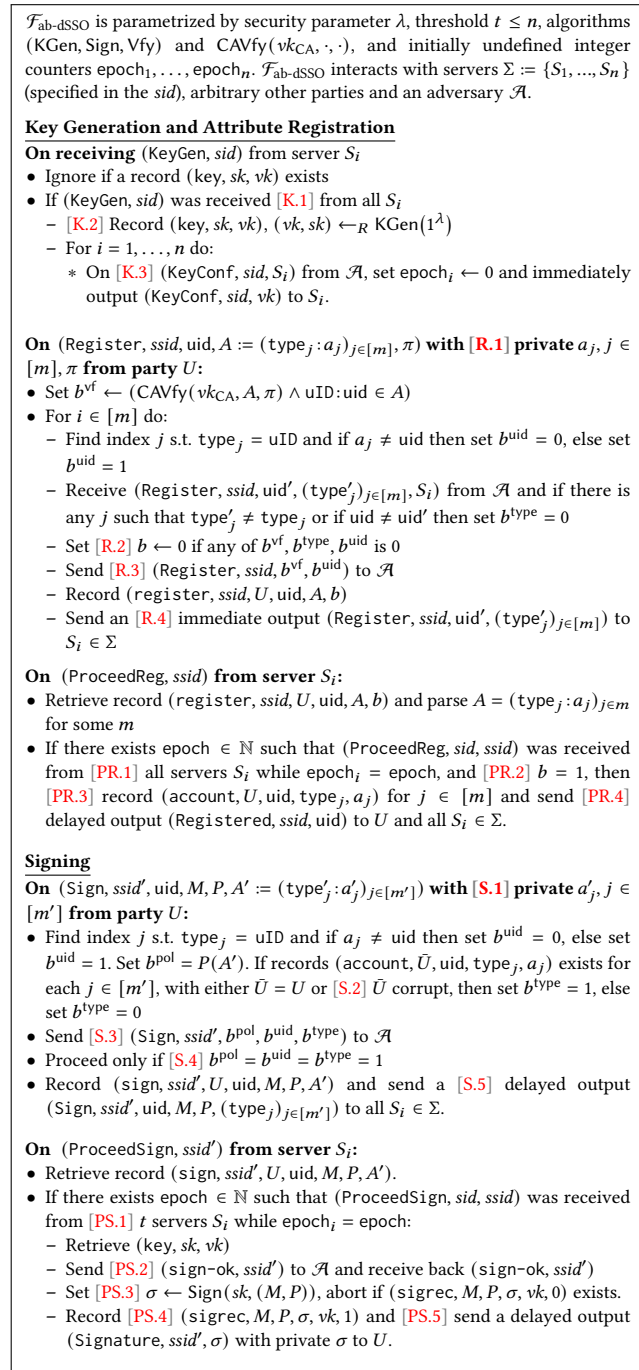 ℱ_ab-dSSO is parametrized by security parameter λ, threshold t ≤ n, algorithms
(KGen, Sign, Vfy) and CAVfy(vk_CA, ·, ·), and initially undefined integer
counters epoch_1, . . . , epoch_n. ℱ_ab-dSSO interacts with servers Σ ≔ {S_1, ..., S_n}
(specified in the sid), arbitrary other parties and an adversary 𝒜.
Key Generation and Attribute Registration
On receiving (KeyGen, sid) from server S_i
• Ignore if a record (key, sk, vk) exists
• If (KeyGen, sid) was received [K.1] from all S_i
– [K.2] Record (key, sk, vk), (vk, sk) ←_R KGen(1^λ)
– For i = 1, . . . , n do:
∗ On [K.3] (KeyConf, sid, S_i) from 𝒜, set epoch_i ← 0 and immediately
output (KeyConf, sid, vk) to S_i.
On (Register, ssid, uid, A ≔ (type_j : a_j)_{j∈[m]}, π) with [R.1] private a_j, j ∈
[m], π from party U:
• Set b^vf ← (CAVfy(vk_CA, A, π) ∧ uID:uid ∈ A)
• For i ∈ [m] do:
– Find index j s.t. type_j = uID and if a_j ≠ uid then set b^uid = 0, else set
b^uid = 1
– Receive (Register, ssid, uid′, (type′_j)_{j∈[m]}, S_i) from 𝒜 and if there is
any j such that type′_j ≠ type_j or if uid ≠ uid′ then set b^type = 0
– Set [R.2] b ← 0 if any of b^vf, b^type, b^uid is 0
– Send [R.3] (Register, ssid, b^vf, b^uid) to 𝒜
– Record (register, ssid, U, uid, A, b)
– Send an [R.4] immediate output (Register, ssid, uid′, (type′_j)_{j∈[m]}) to
S_i ∈ Σ
On (ProceedReg, ssid) from server S_i:
• Retrieve record (register, ssid, U, uid, A, b) and parse A = (type_j : a_j)_{j∈m}
for some m
• If there exists epoch ∈ ℕ such that (ProceedReg, sid, ssid) was received
from [PR.1] all servers S_i while epoch_i = epoch, and [PR.2] b = 1, then
[PR.3] record (account, U, uid, type_j, a_j) for j ∈ [m] and send [PR.4]
delayed output (Registered, ssid, uid) to U and all S_i ∈ Σ.
Signing
On (Sign, ssid′, uid, M, P, A′ ≔ (type′_j : a′_j)_{j∈[m′]}) with [S.1] private a′_j, j ∈
[m′] from party U:
• Find index j s.t. type_j = uID and if a_j ≠ uid then set b^uid = 0, else set
b^uid = 1. Set b^pol = P(A′). If records (account, Ū, uid, type_j, a_j) exists for
each j ∈ [m′], with either Ū = U or [S.2] Ū corrupt, then set b^type = 1, else
set b^type = 0
• Send [S.3] (Sign, ssid′, b^pol, b^uid, b^type) to 𝒜
• Proceed only if [S.4] b^pol = b^uid = b^type = 1
• Record (sign, ssid′, U, uid, M, P, A′) and send a [S.5] delayed output
(Sign, ssid′, uid, M, P, (type_j)_{j∈[m′]}) to all S_i ∈ Σ.
On (ProceedSign, ssid′) from server S_i:
• Retrieve record (sign, ssid′, U, uid, M, P, A′).
• If there exists epoch ∈ ℕ such that (ProceedSign, sid, ssid) was received
from [PS.1] t servers S_i while epoch_i = epoch:
– Retrieve (key, sk, vk)
– Send [PS.2] (sign-ok, ssid′) to 𝒜 and receive back (sign-ok, ssid′)
– Set [PS.3] σ ← Sign(sk, (M, P)), abort if (sigrec, M, P, σ, vk, 0) exists.
– Record [PS.4] (sigrec, M, P, σ, vk, 1) and [PS.5] send a delayed output
(Signature, ssid′, σ) with private σ to U.